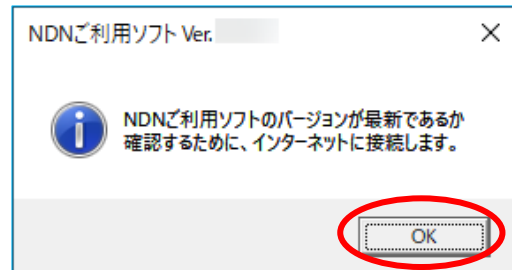 NDNご利用ソフト Ver.
NDNご利用ソフトのバージョンが最新であるか
確認するために、インターネットに接続します。
OK